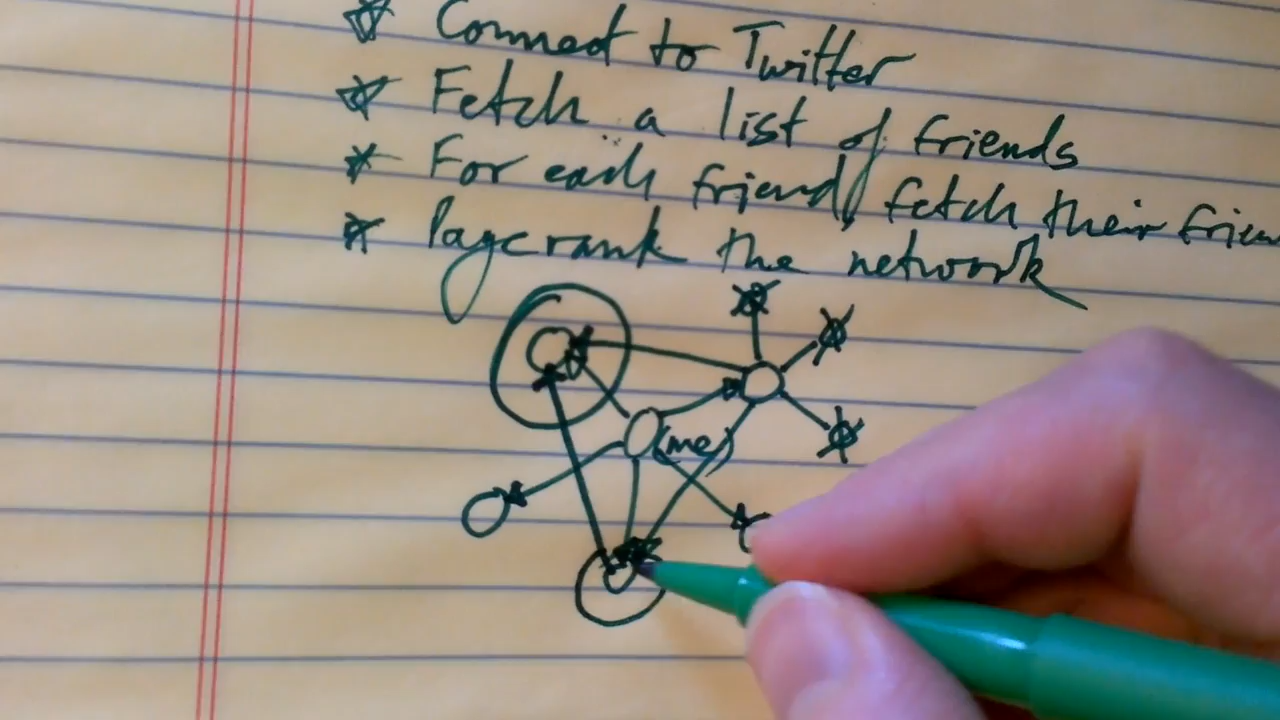 Connect to Twitter
Fetch a list of friends
For each friend, fetch their frien
Pagerank the network
(me)